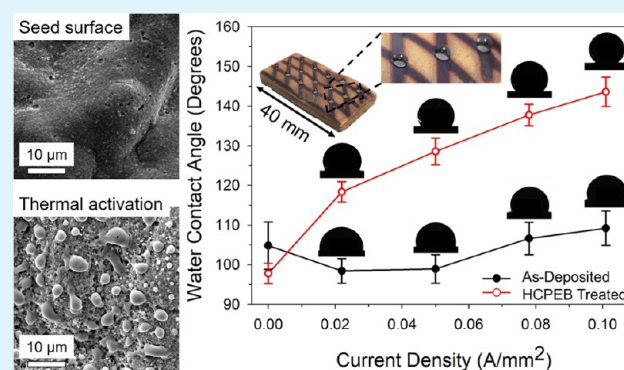 Seed surface
10 µm
Thermal activation
10 µm
Water Contact Angle (Degrees)
160
150
140
130
120
110
100
90
40 mm
As-Deposited
HCPEB Treated
0.00
0.02
0.04
0.06
0.08
0.10
Current Density (A/mm²)